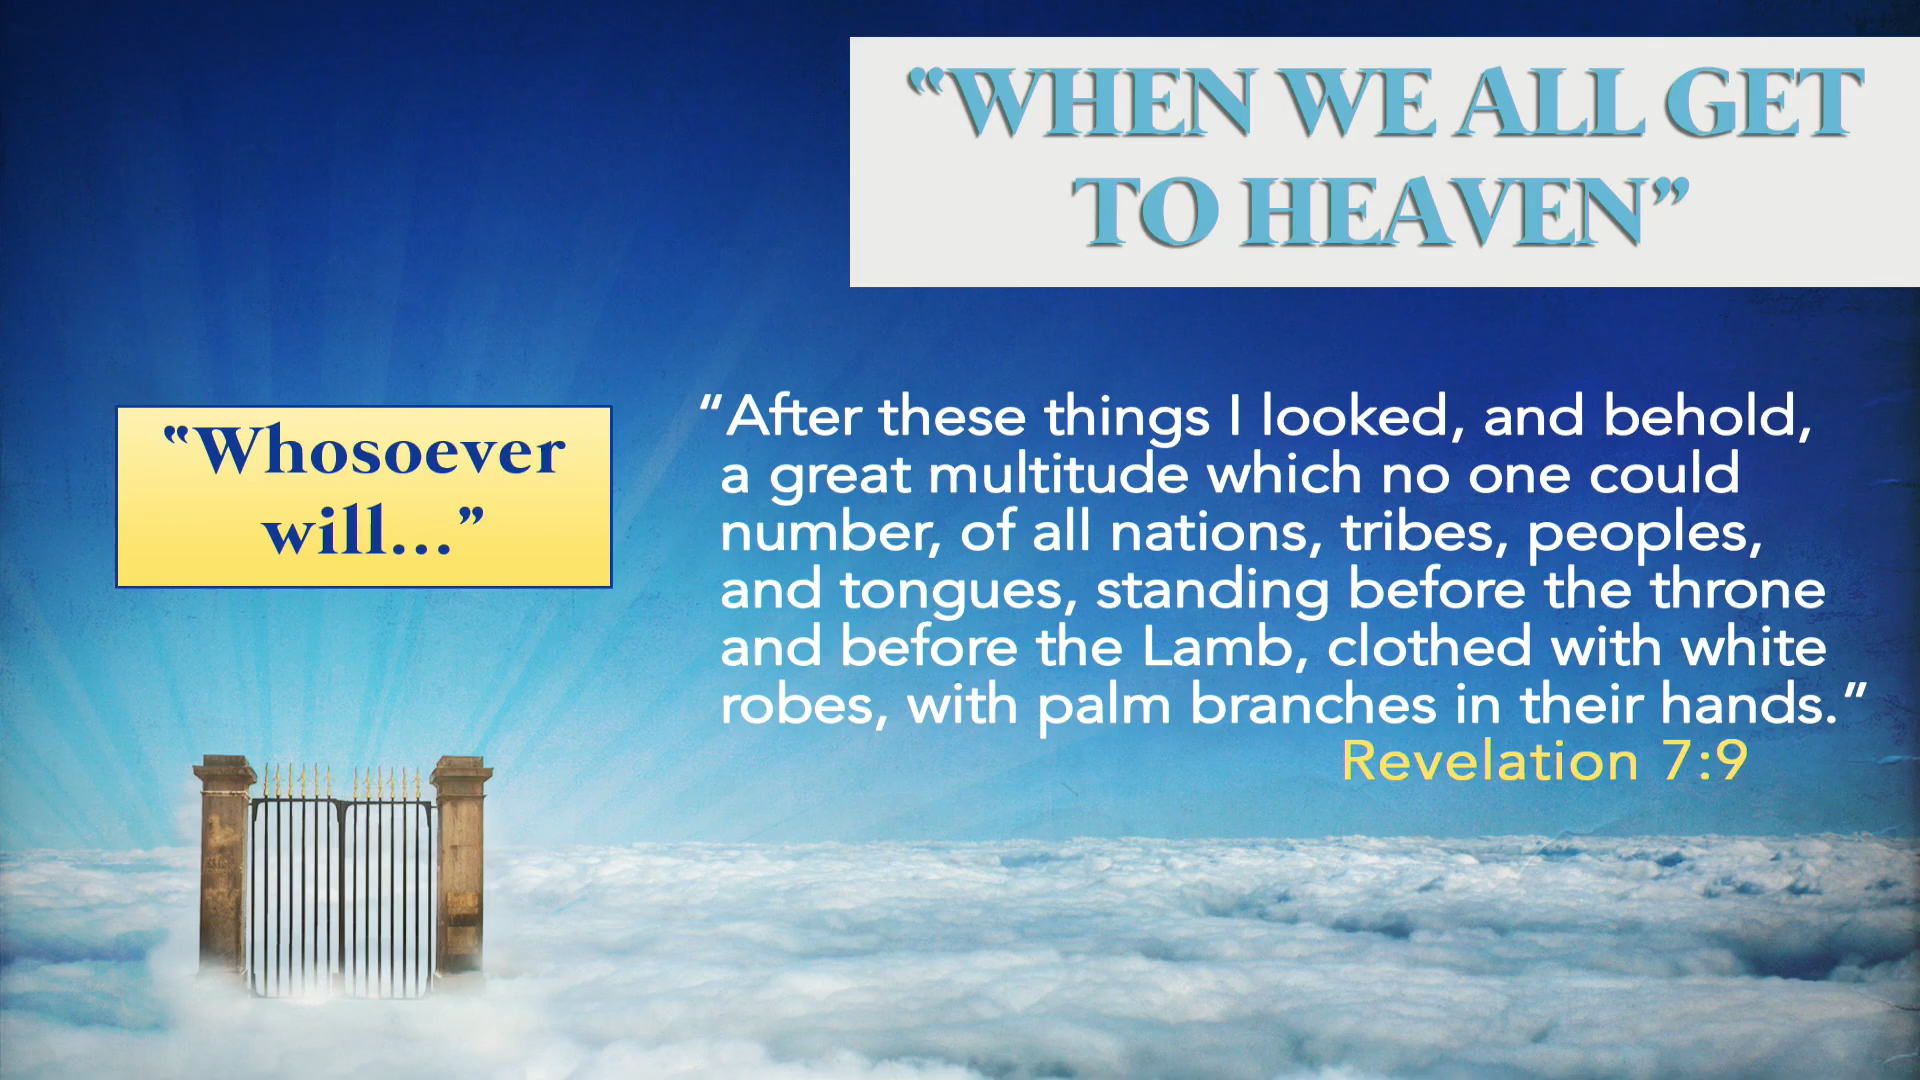 “WHEN WE ALL GET
TO HEAVEN”
“Whosoever
will...”
“After these things I looked, and behold,
a great multitude which no one could
number, of all nations, tribes, peoples,
and tongues, standing before the throne
and before the Lamb, clothed with white
robes, with palm branches in their hands.”
Revelation 7:9